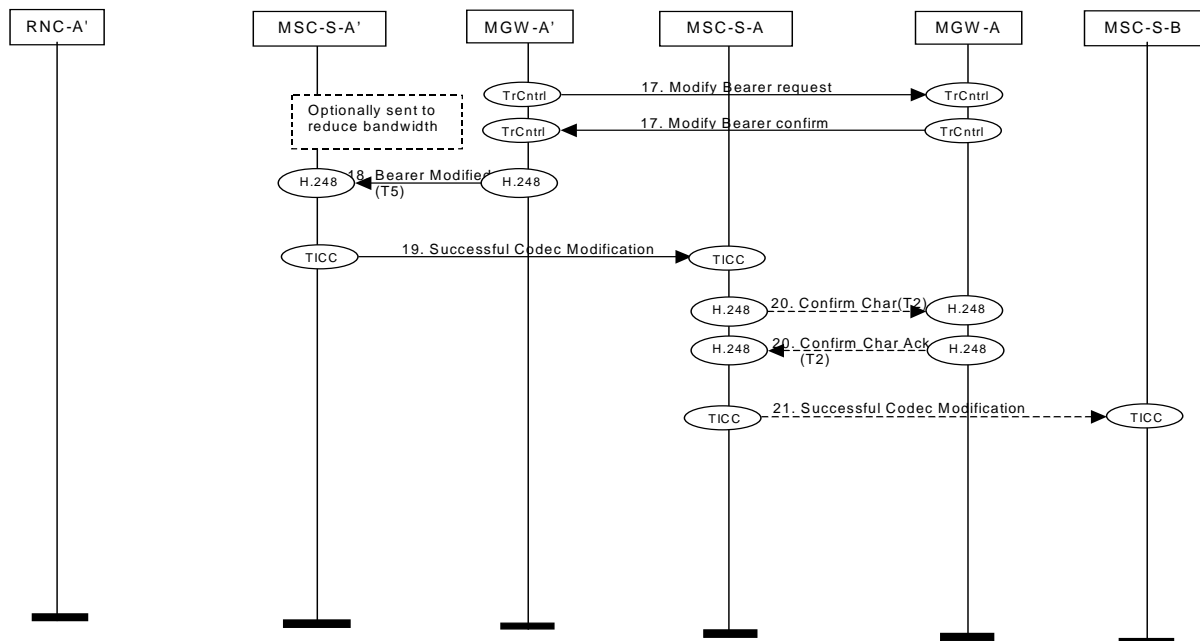 RNC-A'
MSC-S-A'
MGW-A'
MSC-S-A
MGW-A
MSC-S-B
TrCntrl
17. Modify Bearer request
TrCntrl
Optionally sent to
reduce bandwidth
TrCntrl
17. Modify Bearer confirm
TrCntrl
H.248
18. Bearer Modified
(T5)
H.248
TICC
19. Successful Codec Modification
TICC
H.248
20. Confirm Char(T2)
H.248
H.248
20. Confirm Char Ack
(T2)
H.248
TICC
21. Successful Codec Modification
TICC